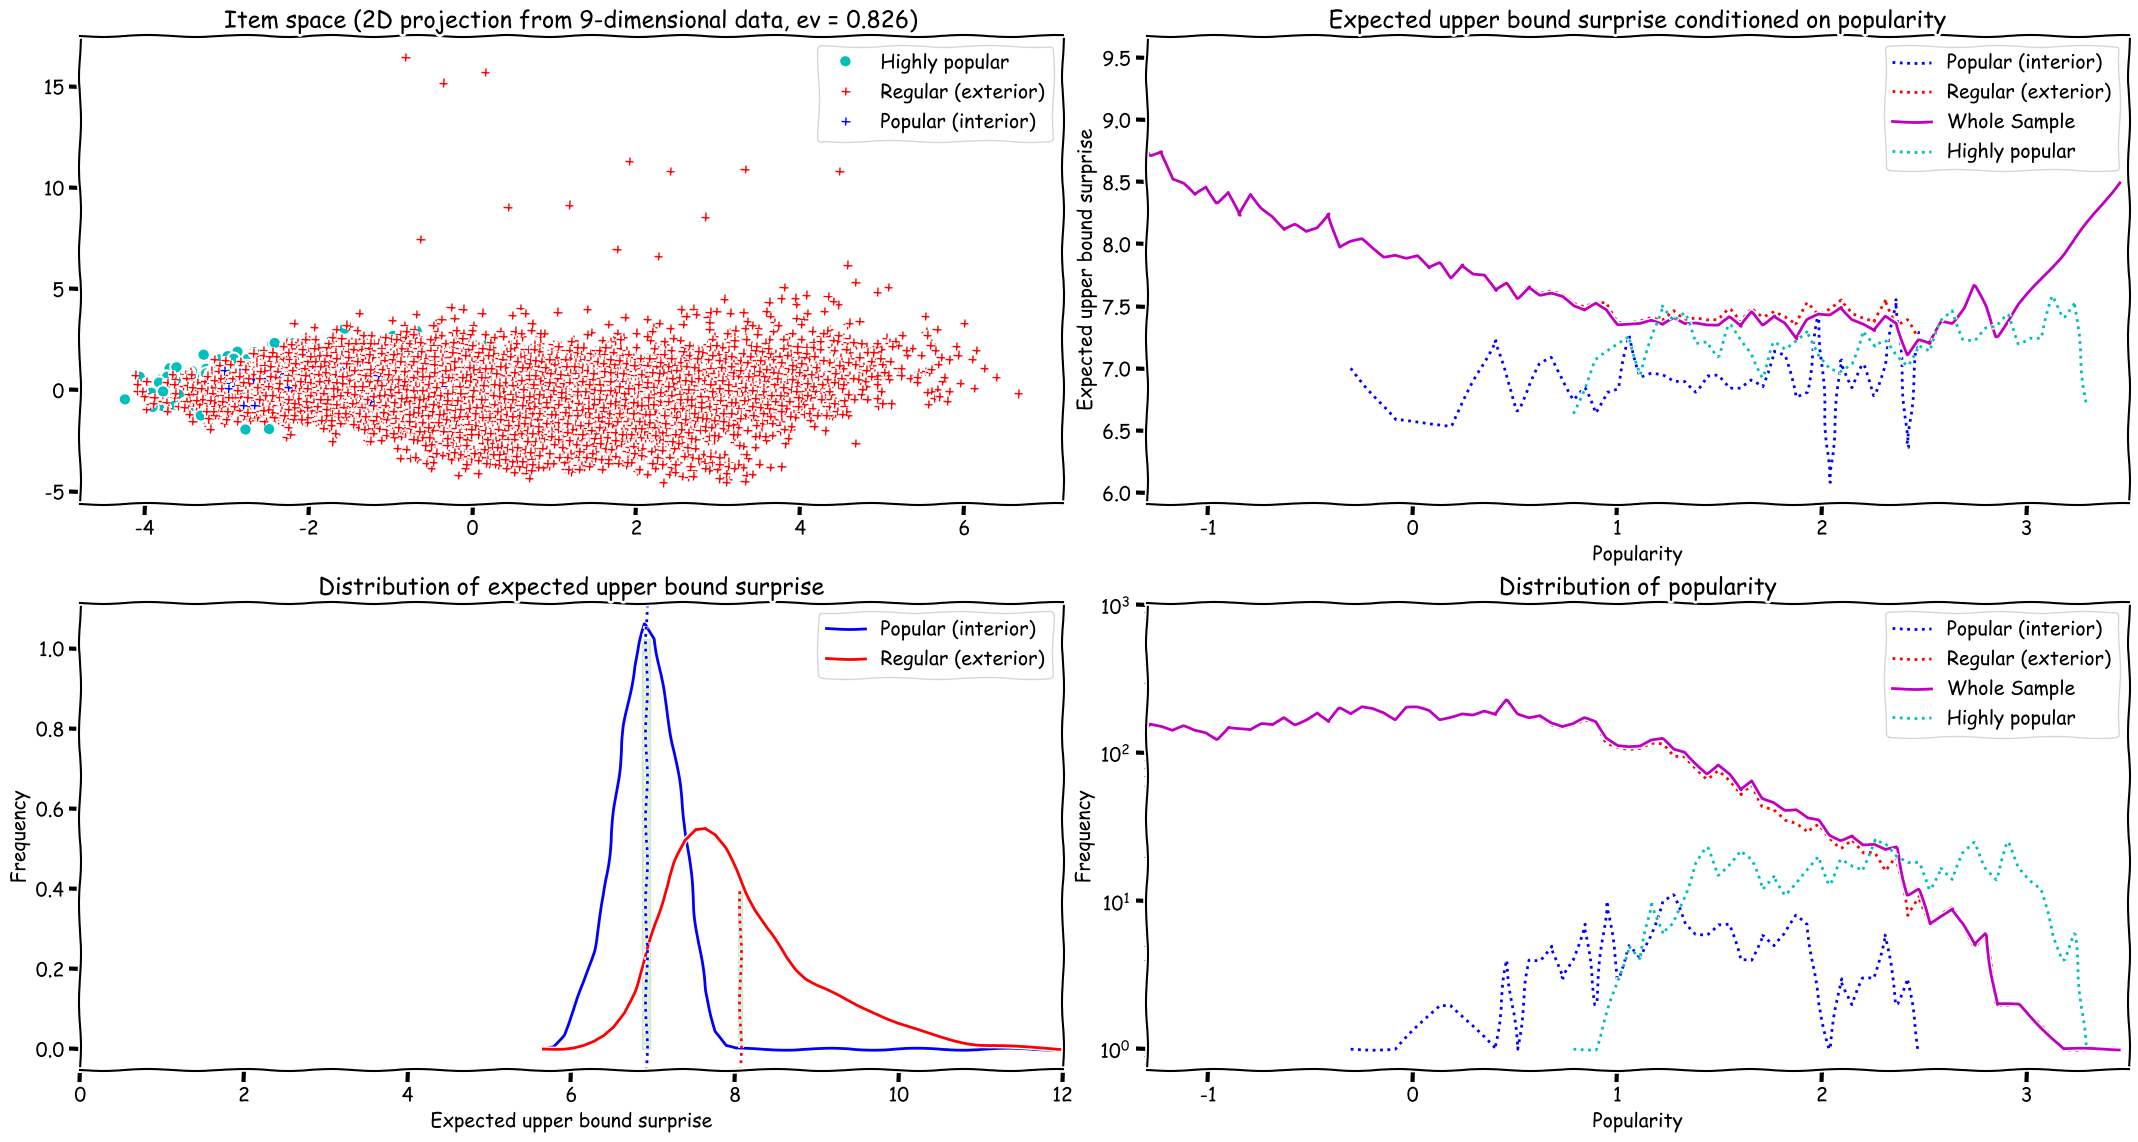 Item space (2D projection from 9-dimensional data, ev = 0.826)
Highly popular
Regular (exterior)
Popular (interior)
15
10
5
0
-5
-4 -2 0 2 4 6
Expected upper bound surprise conditioned on popularity
Popular (interior)
Regular (exterior)
Whole Sample
Highly popular
Expected upper bound surprise
9.5
9.0
8.5
8.0
7.5
7.0
6.5
6.0
-1 0 1 2 3
Popularity
Distribution of expected upper bound surprise
Popular (interior)
Regular (exterior)
Frequency
1.0
0.8
0.6
0.4
0.2
0.0
0 2 4 6 8 10 12
Expected upper bound surprise
Distribution of popularity
Popular (interior)
Regular (exterior)
Whole Sample
Highly popular
Frequency
10³
10²
10¹
10⁰
-1 0 1 2 3
Popularity